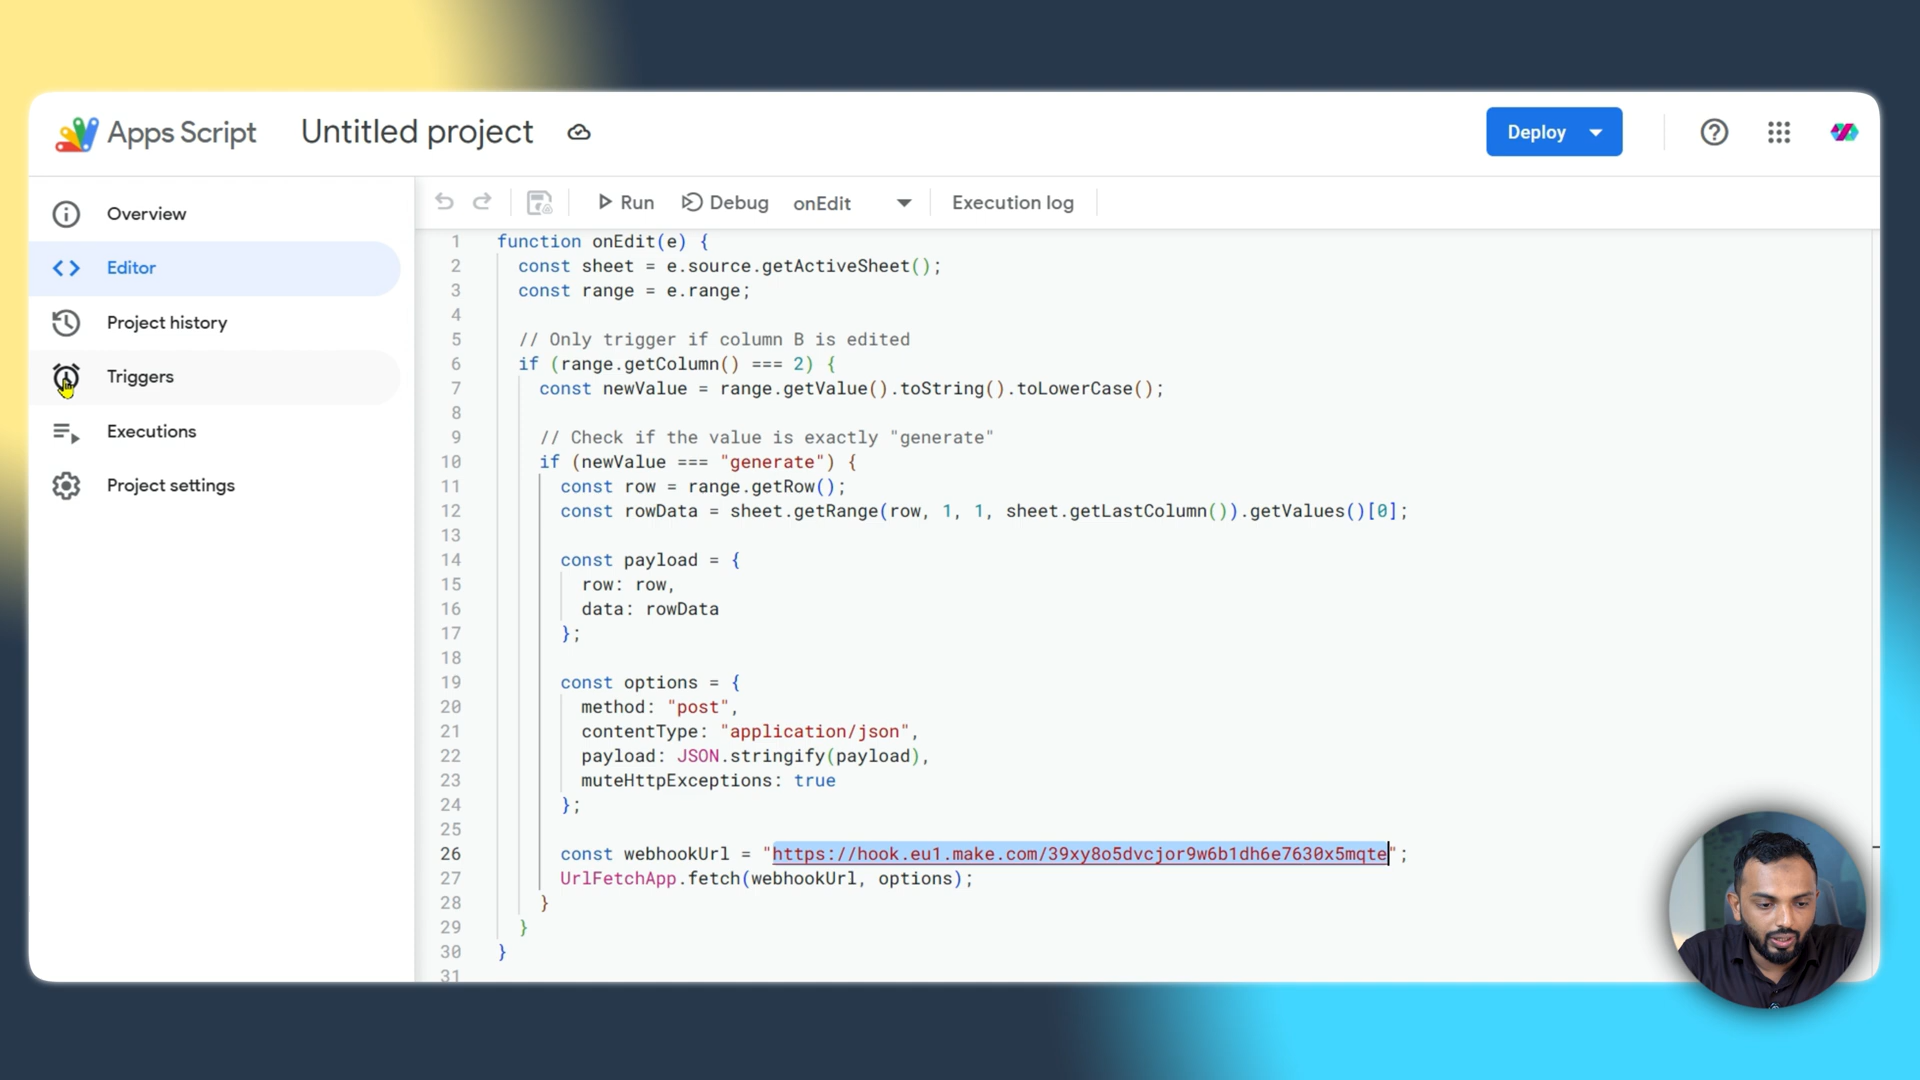 Apps Script
Untitled project
Deploy
Overview
Editor
Project history
Triggers
Executions
Project settings
Run
Debug
onEdit
Execution log
1 function onEdit(e) {
2 const sheet = e.source.getActiveSheet();
3 const range = e.range;
4
5 // Only trigger if column B is edited
6 if (range.getColumn() === 2) {
7 const newValue = range.getValue().toString().toLowerCase();
8
9 // Check if the value is exactly "generate"
10 if (newValue === "generate") {
11 const row = range.getRow();
12 const rowData = sheet.getRange(row, 1, 1, sheet.getLastColumn()).getValues()[0];
13
14 const payload = {
15 row: row,
16 data: rowData
17 };
18
19 const options = {
20 method: "post",
21 contentType: "application/json",
22 payload: JSON.stringify(payload),
23 muteHttpExceptions: true
24 };
25
26 const webhookUrl = "https://hook.eu1.make.com/39xy8o5dvcjor9w6b1dh6e7630x5mqte";
27 UrlFetchApp.fetch(webhookUrl, options);
28 }
29 }
30 }
31